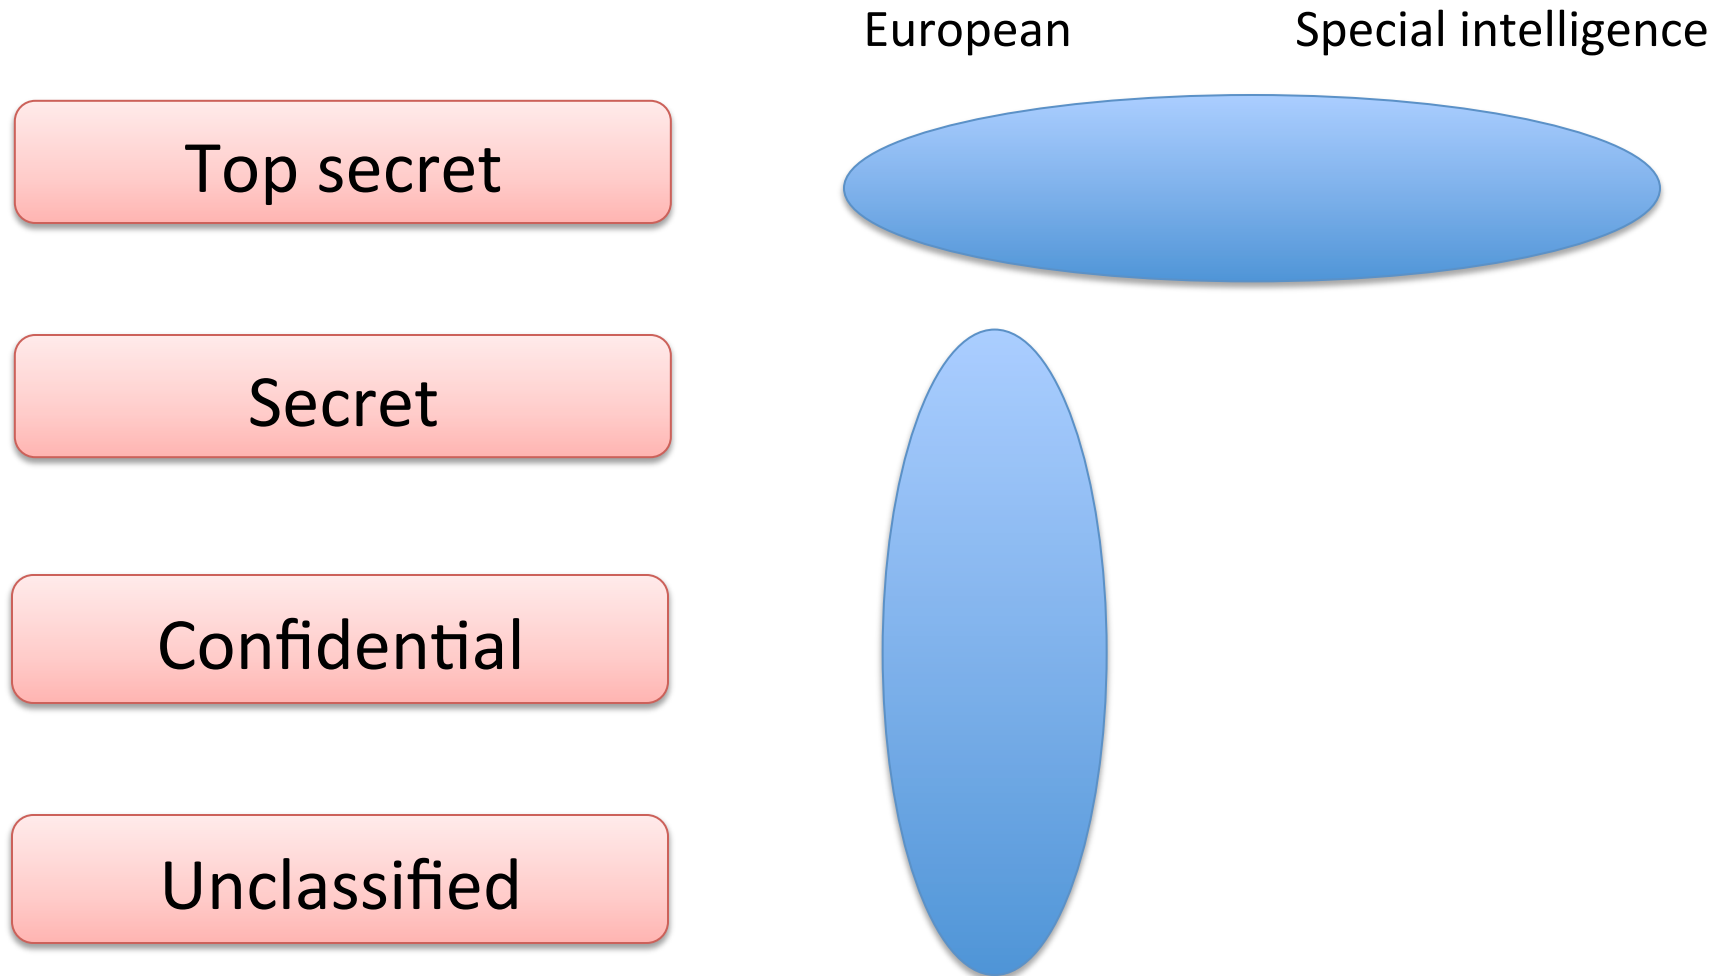 European
Special intelligence
Top secret
Secret
Confidential
Unclassified